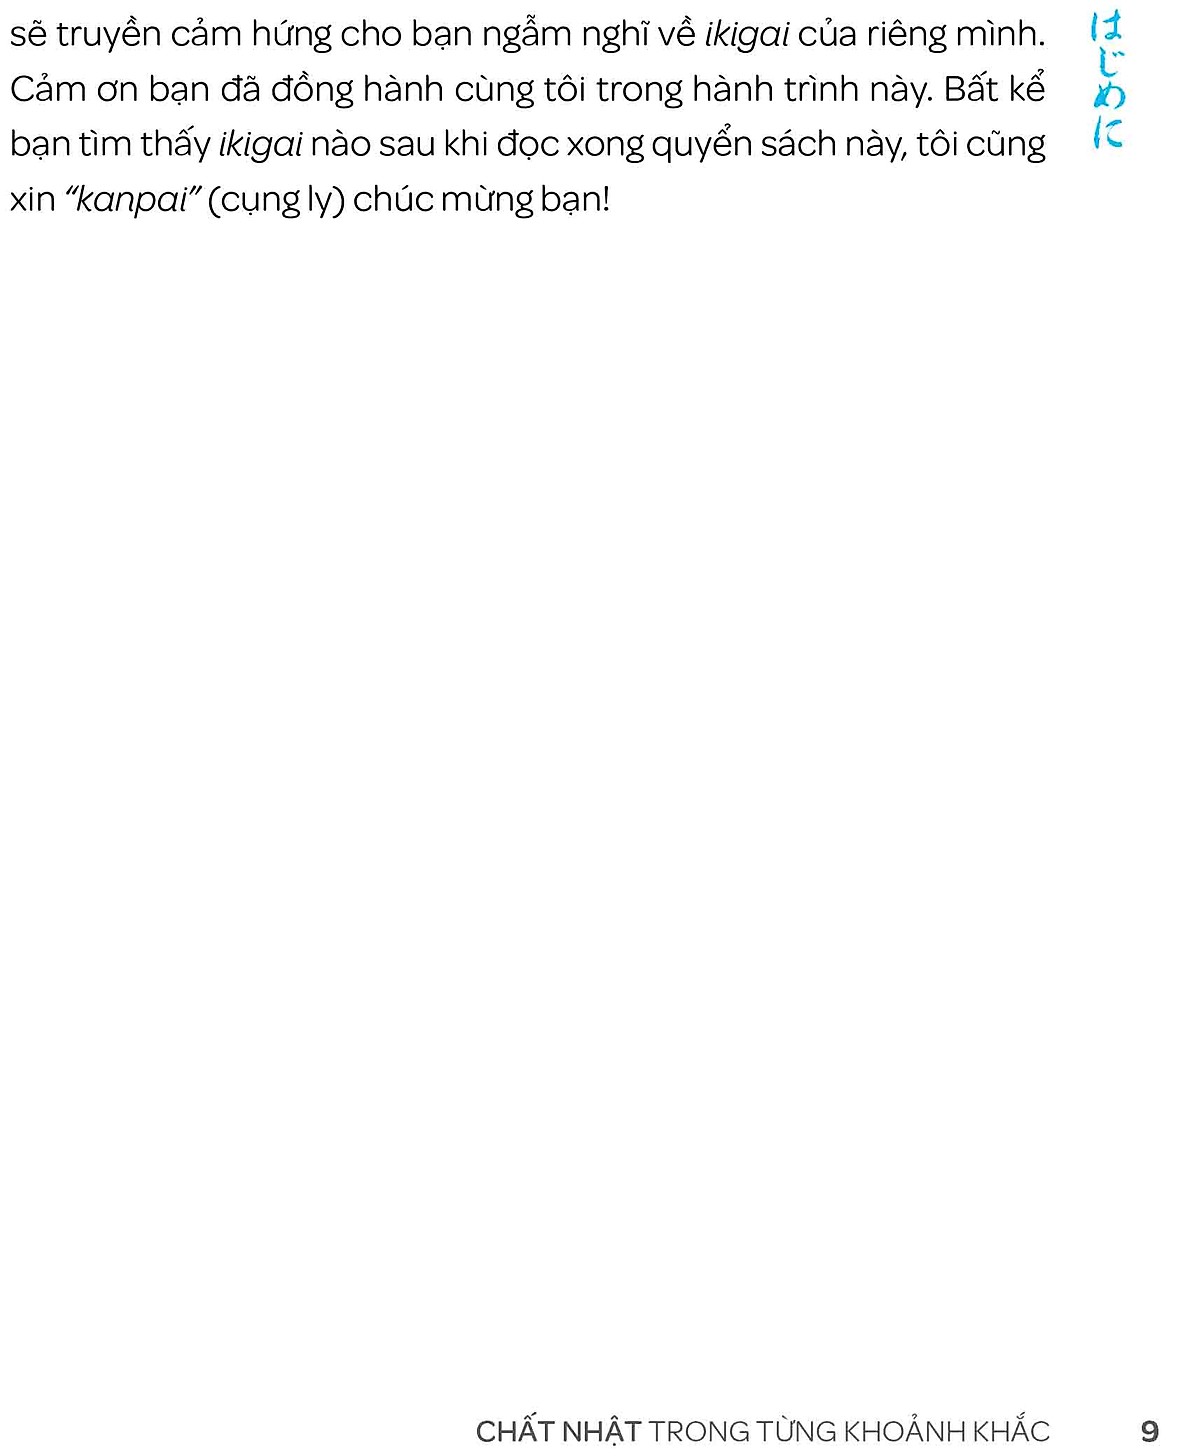 sẽ truyền cảm hứng cho bạn ngẫm nghĩ về ikigai của riêng mình.
Cảm ơn bạn đã đồng hành cùng tôi trong hành trình này. Bất kể
bạn tìm thấy ikigai nào sau khi đọc xong quyển sách này, tôi cũng
xin “kanpai” (cụng ly) chúc mừng bạn!
はじめに
CHẤT NHẬT TRONG TỪNG KHOẢNH KHẮC 9